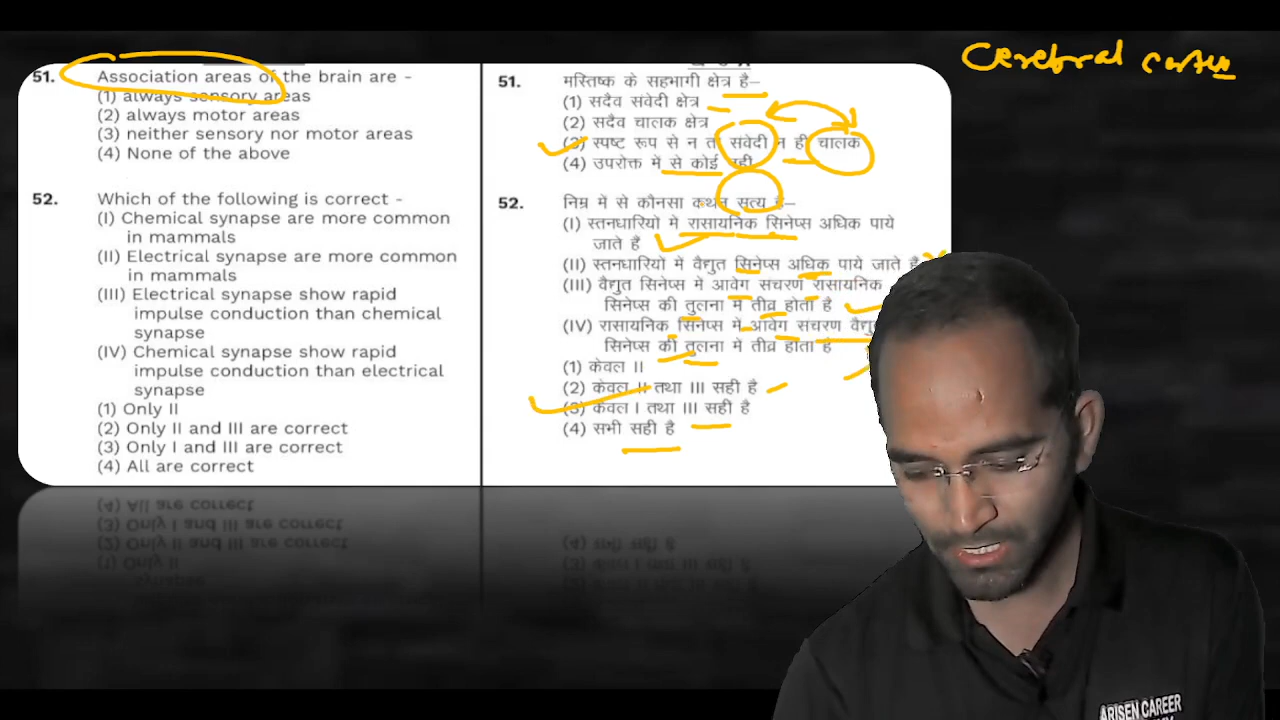 Cerebral
51. Association areas of the brain are -
(1) always sensory areas
(2) always motor areas
(3) neither sensory nor motor areas
(4) None of the above
52. Which of the following is correct -
(I) Chemical synapse are more common
in mammals
(II) Electrical synapse are more common
in mammals
(III) Electrical synapse show rapid
impulse conduction than chemical
synapse
(IV) Chemical synapse show rapid
impulse conduction than electrical
synapse
(1) Only II
(2) Only II and III are correct
(3) Only I and III are correct
(4) All are correct
51. मस्तिष्क के सहभागी क्षेत्र है–
(1) सदैव संवेदी क्षेत्र
(2) सदैव चालक क्षेत्र
(3) स्पष्ट रूप से न तो संवेदी न ही चालक
(4) उपरोक्त में से कोई नही
52. निम्न में से कौनसा कथन सत्य है–
(I) स्तनधारियों में रासायनिक सिनेप्स अधिक पाये
जाते हैं
(II) स्तनधारियों में वैद्युत सिनेप्स अधिक पाये जाते हैं
(III) वैद्युत सिनेप्स में आवेग संचरण रासायनिक
सिनेप्स की तुलना में तीव्र होता है
(IV) रासायनिक सिनेप्स में आवेग संचरण
सिनेप्स की तुलना में तीव्र होता है
(1) केवल II
(2) केवल II तथा III सही है
(3) केवल I तथा III सही है
(4) सभी सही है
ARISEN CAREER